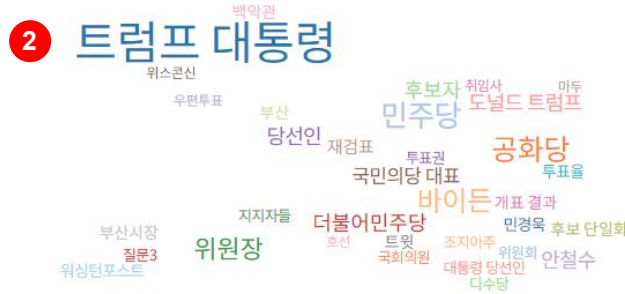 백악관
2
트럼프 대통령
위스콘신
우편투표
후보자
취임사
마두
도널드 트럼프
부산
민주당
당선인
재검표
투표권
공화당
국민의당 대표
투표율
바이든
개표 결과
지지자들
더불어민주당
민경욱
후보 단일화
부산시장
위원장
호선
트윗
조지아주
위원회
안철수
질문3
국회의원
대통령 당선인
워싱턴포스트
다수당